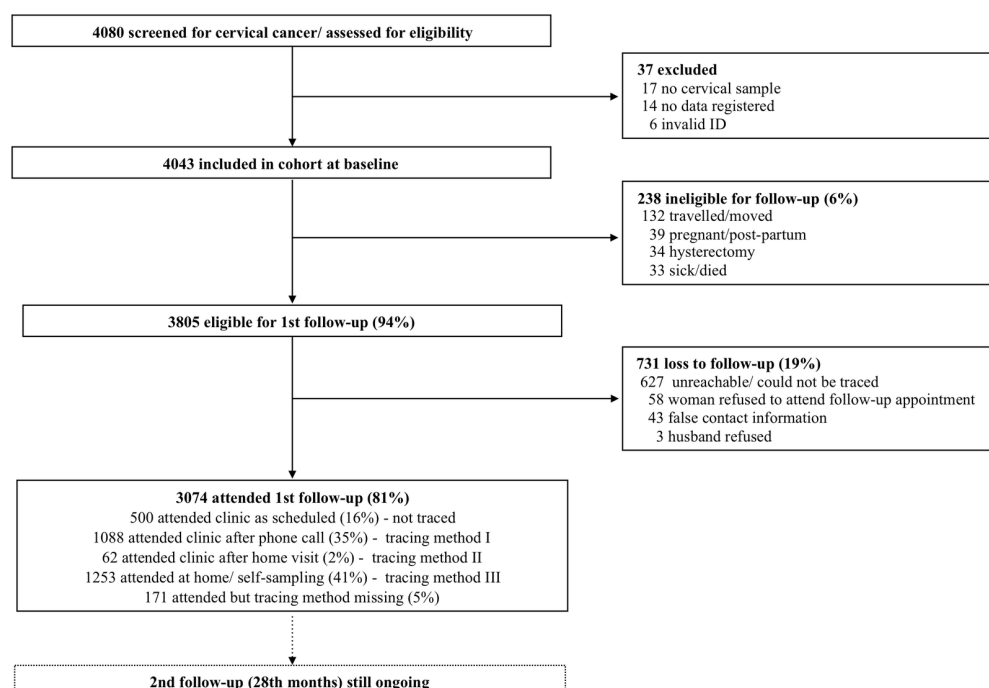 4080 screened for cervical cancer/ assessed for eligibility
37 excluded
17 no cervical sample
14 no data registered
6 invalid ID
4043 included in cohort at baseline
238 ineligible for follow-up (6%)
132 travelled/moved
39 pregnant/post-partum
34 hysterectomy
33 sick/died
3805 eligible for 1st follow-up (94%)
731 loss to follow-up (19%)
627 unreachable/ could not be traced
58 woman refused to attend follow-up appointment
43 false contact information
3 husband refused
3074 attended 1st follow-up (81%)
500 attended clinic as scheduled (16%) - not traced
1088 attended clinic after phone call (35%) - tracing method I
62 attended clinic after home visit (2%) - tracing method II
1253 attended at home/ self-sampling (41%) - tracing method III
171 attended but tracing method missing (5%)
2nd follow-up (28th months) still ongoing